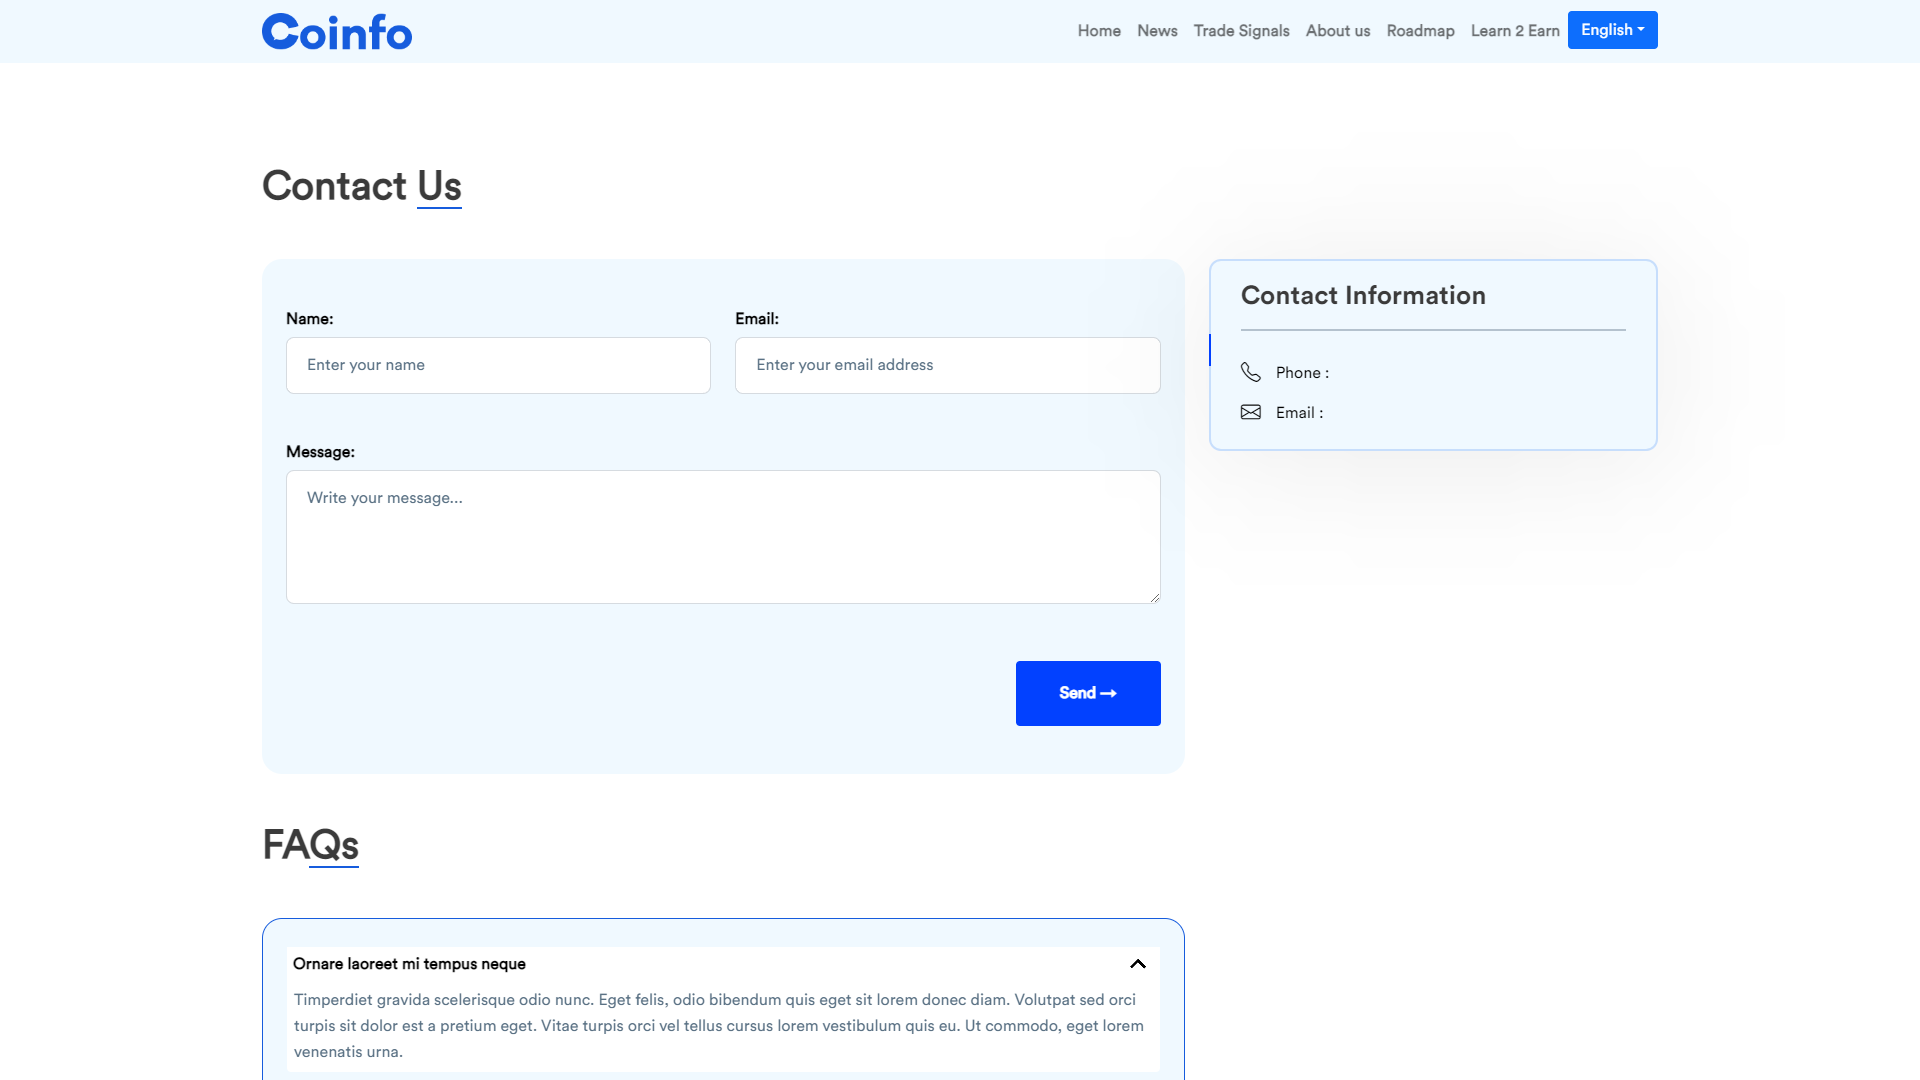 Coinfo
Home News Trade Signals About us Roadmap Learn 2 Earn English
Contact Us
Name:
Enter your name
Email:
Enter your email address
Message:
Write your message...
Send →
Contact Information
Phone :
Email :
FAQs
Ornare laoreet mi tempus neque
Timperdiet gravida scelerisque odio nunc. Eget felis, odio bibendum quis eget sit lorem donec diam. Volutpat sed orci
turpis sit dolor est a pretium eget. Vitae turpis orci vel tellus cursus lorem vestibulum quis eu. Ut commodo, eget lorem
venenatis urna.